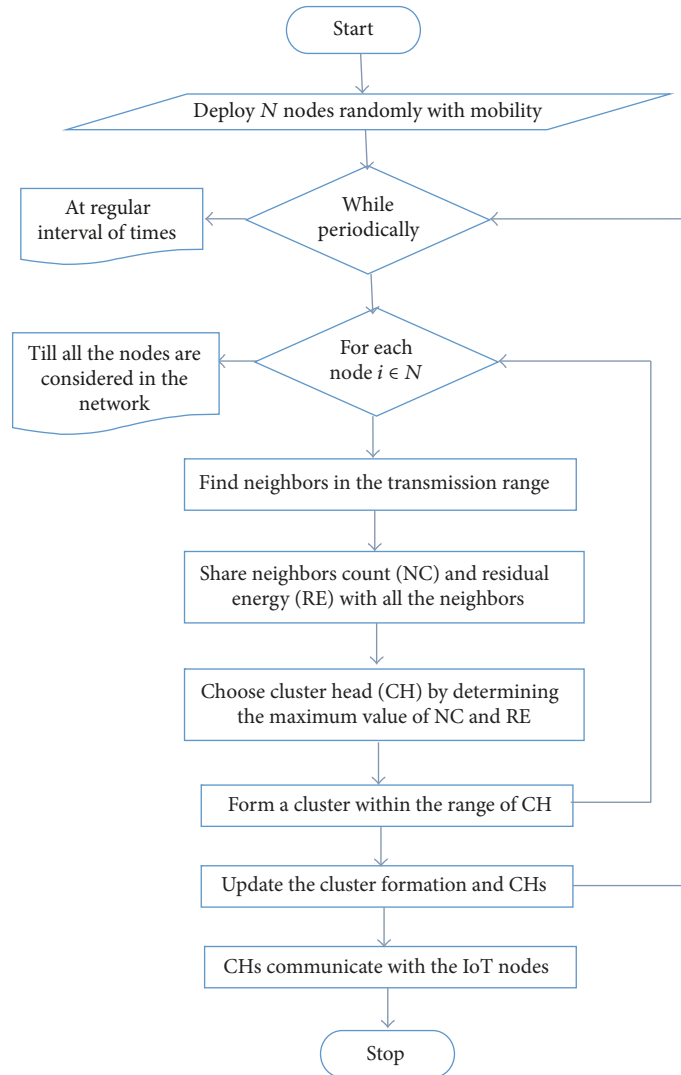 Start
Deploy N nodes randomly with mobility
At regular
interval of times
While
periodically
Till all the nodes are
considered in the
network
For each
node i ∈ N
Find neighbors in the transmission range
Share neighbors count (NC) and residual
energy (RE) with all the neighbors
Choose cluster head (CH) by determining
the maximum value of NC and RE
Form a cluster within the range of CH
Update the cluster formation and CHs
CHs communicate with the IoT nodes
Stop